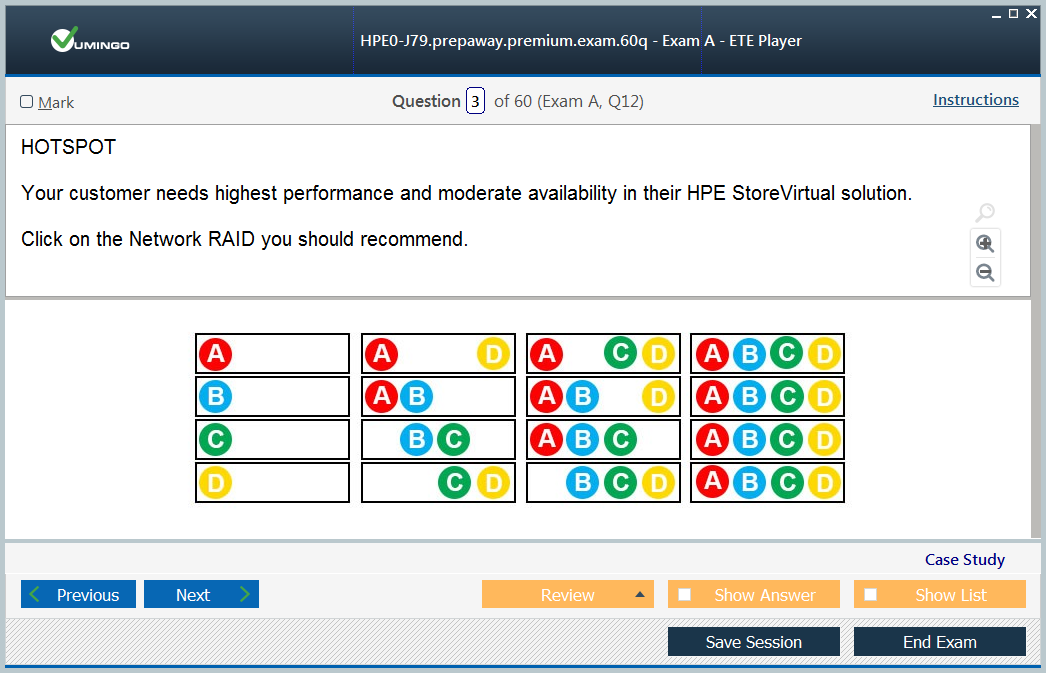 VUMINGO
HPE0-J79.prepaway.premium.exam.60q - Exam A - ETE Player
Mark
Question 3 of 60 (Exam A, Q12)
Instructions
HOTSPOT
Your customer needs highest performance and moderate availability in their HPE StoreVirtual solution.
Click on the Network RAID you should recommend.
A A D A C D A B C D
B A B A B D A B C D
C B C A B C A B C D
D C D B C D A B C D
Case Study
Previous
Next
Review
Show Answer
Show List
Save Session
End Exam